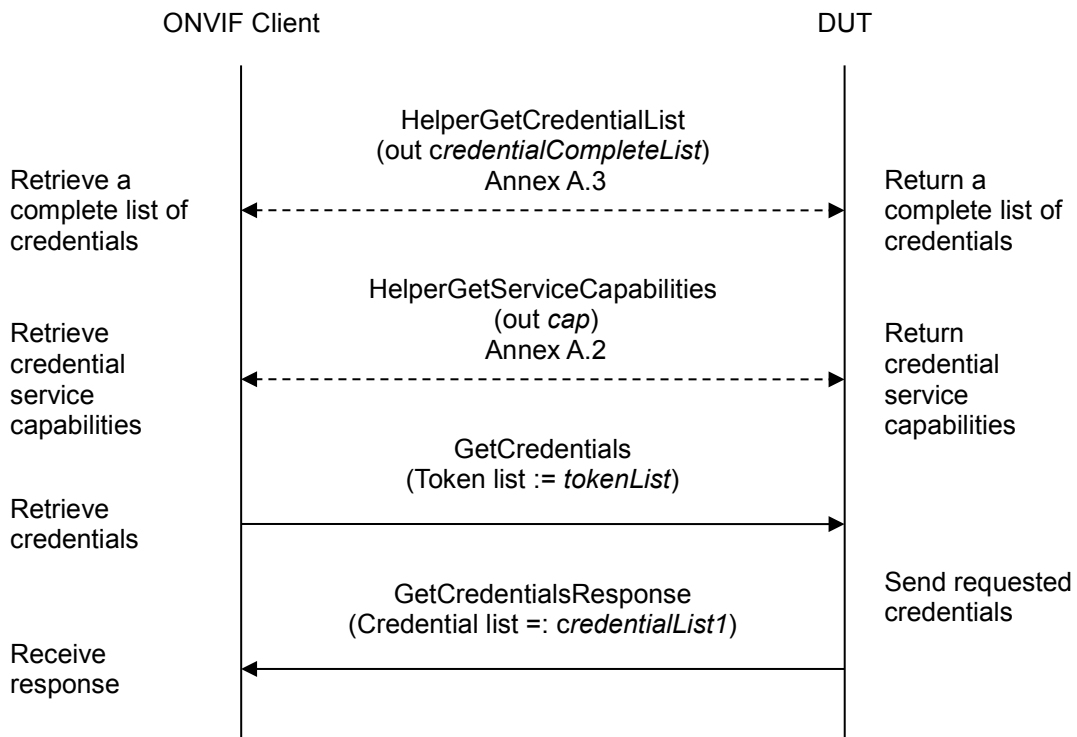 ONVIF Client
DUT
HelperGetCredentialList
(out credentialCompleteList)
Annex A.3
Retrieve a
complete list of
credentials
Return a
complete list of
credentials
HelperGetServiceCapabilities
(out cap)
Annex A.2
Retrieve
credential
service
capabilities
Return
credential
service
capabilities
GetCredentials
(Token list := tokenList)
Retrieve
credentials
GetCredentialsResponse
(Credential list =: credentialList1)
Send requested
credentials
Receive
response